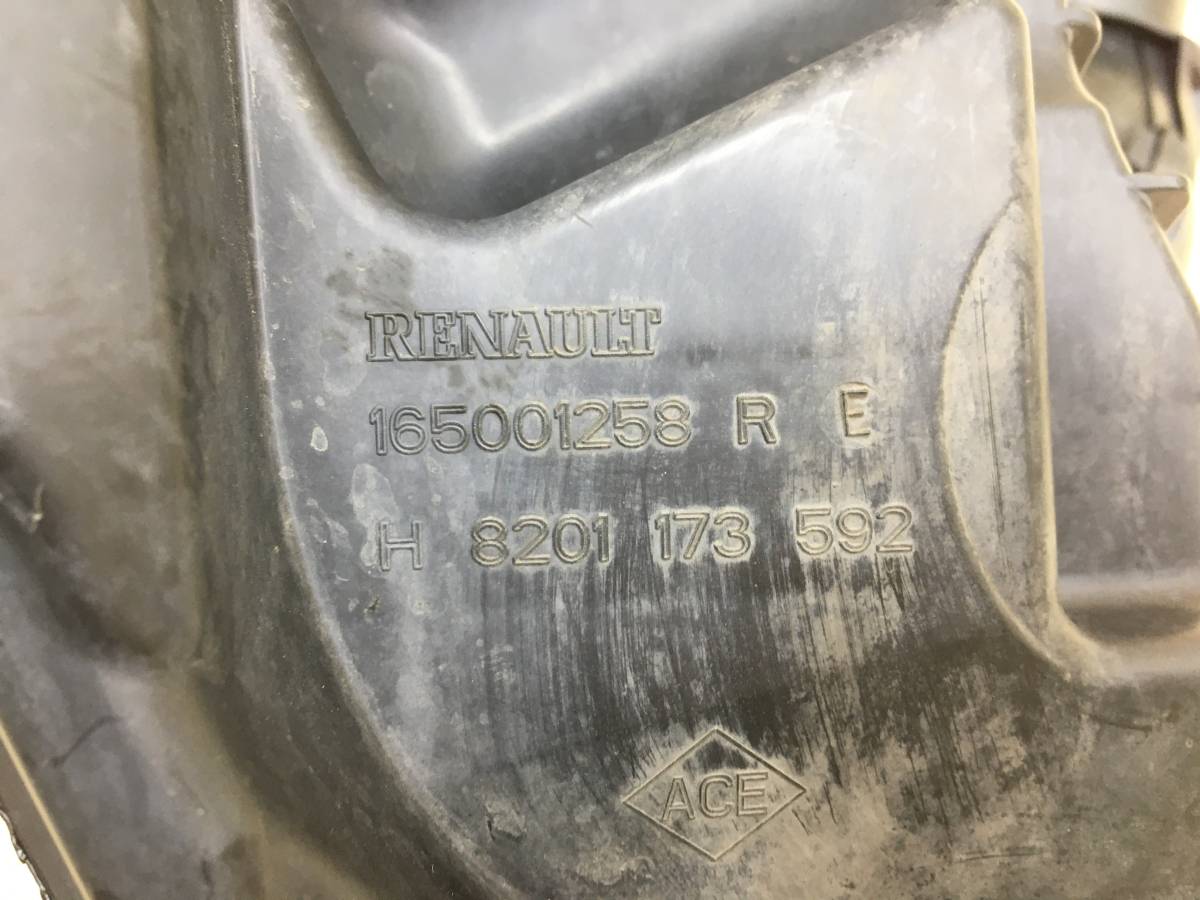 RENAULT
165001258 R E
H 8201 173 592
ACE